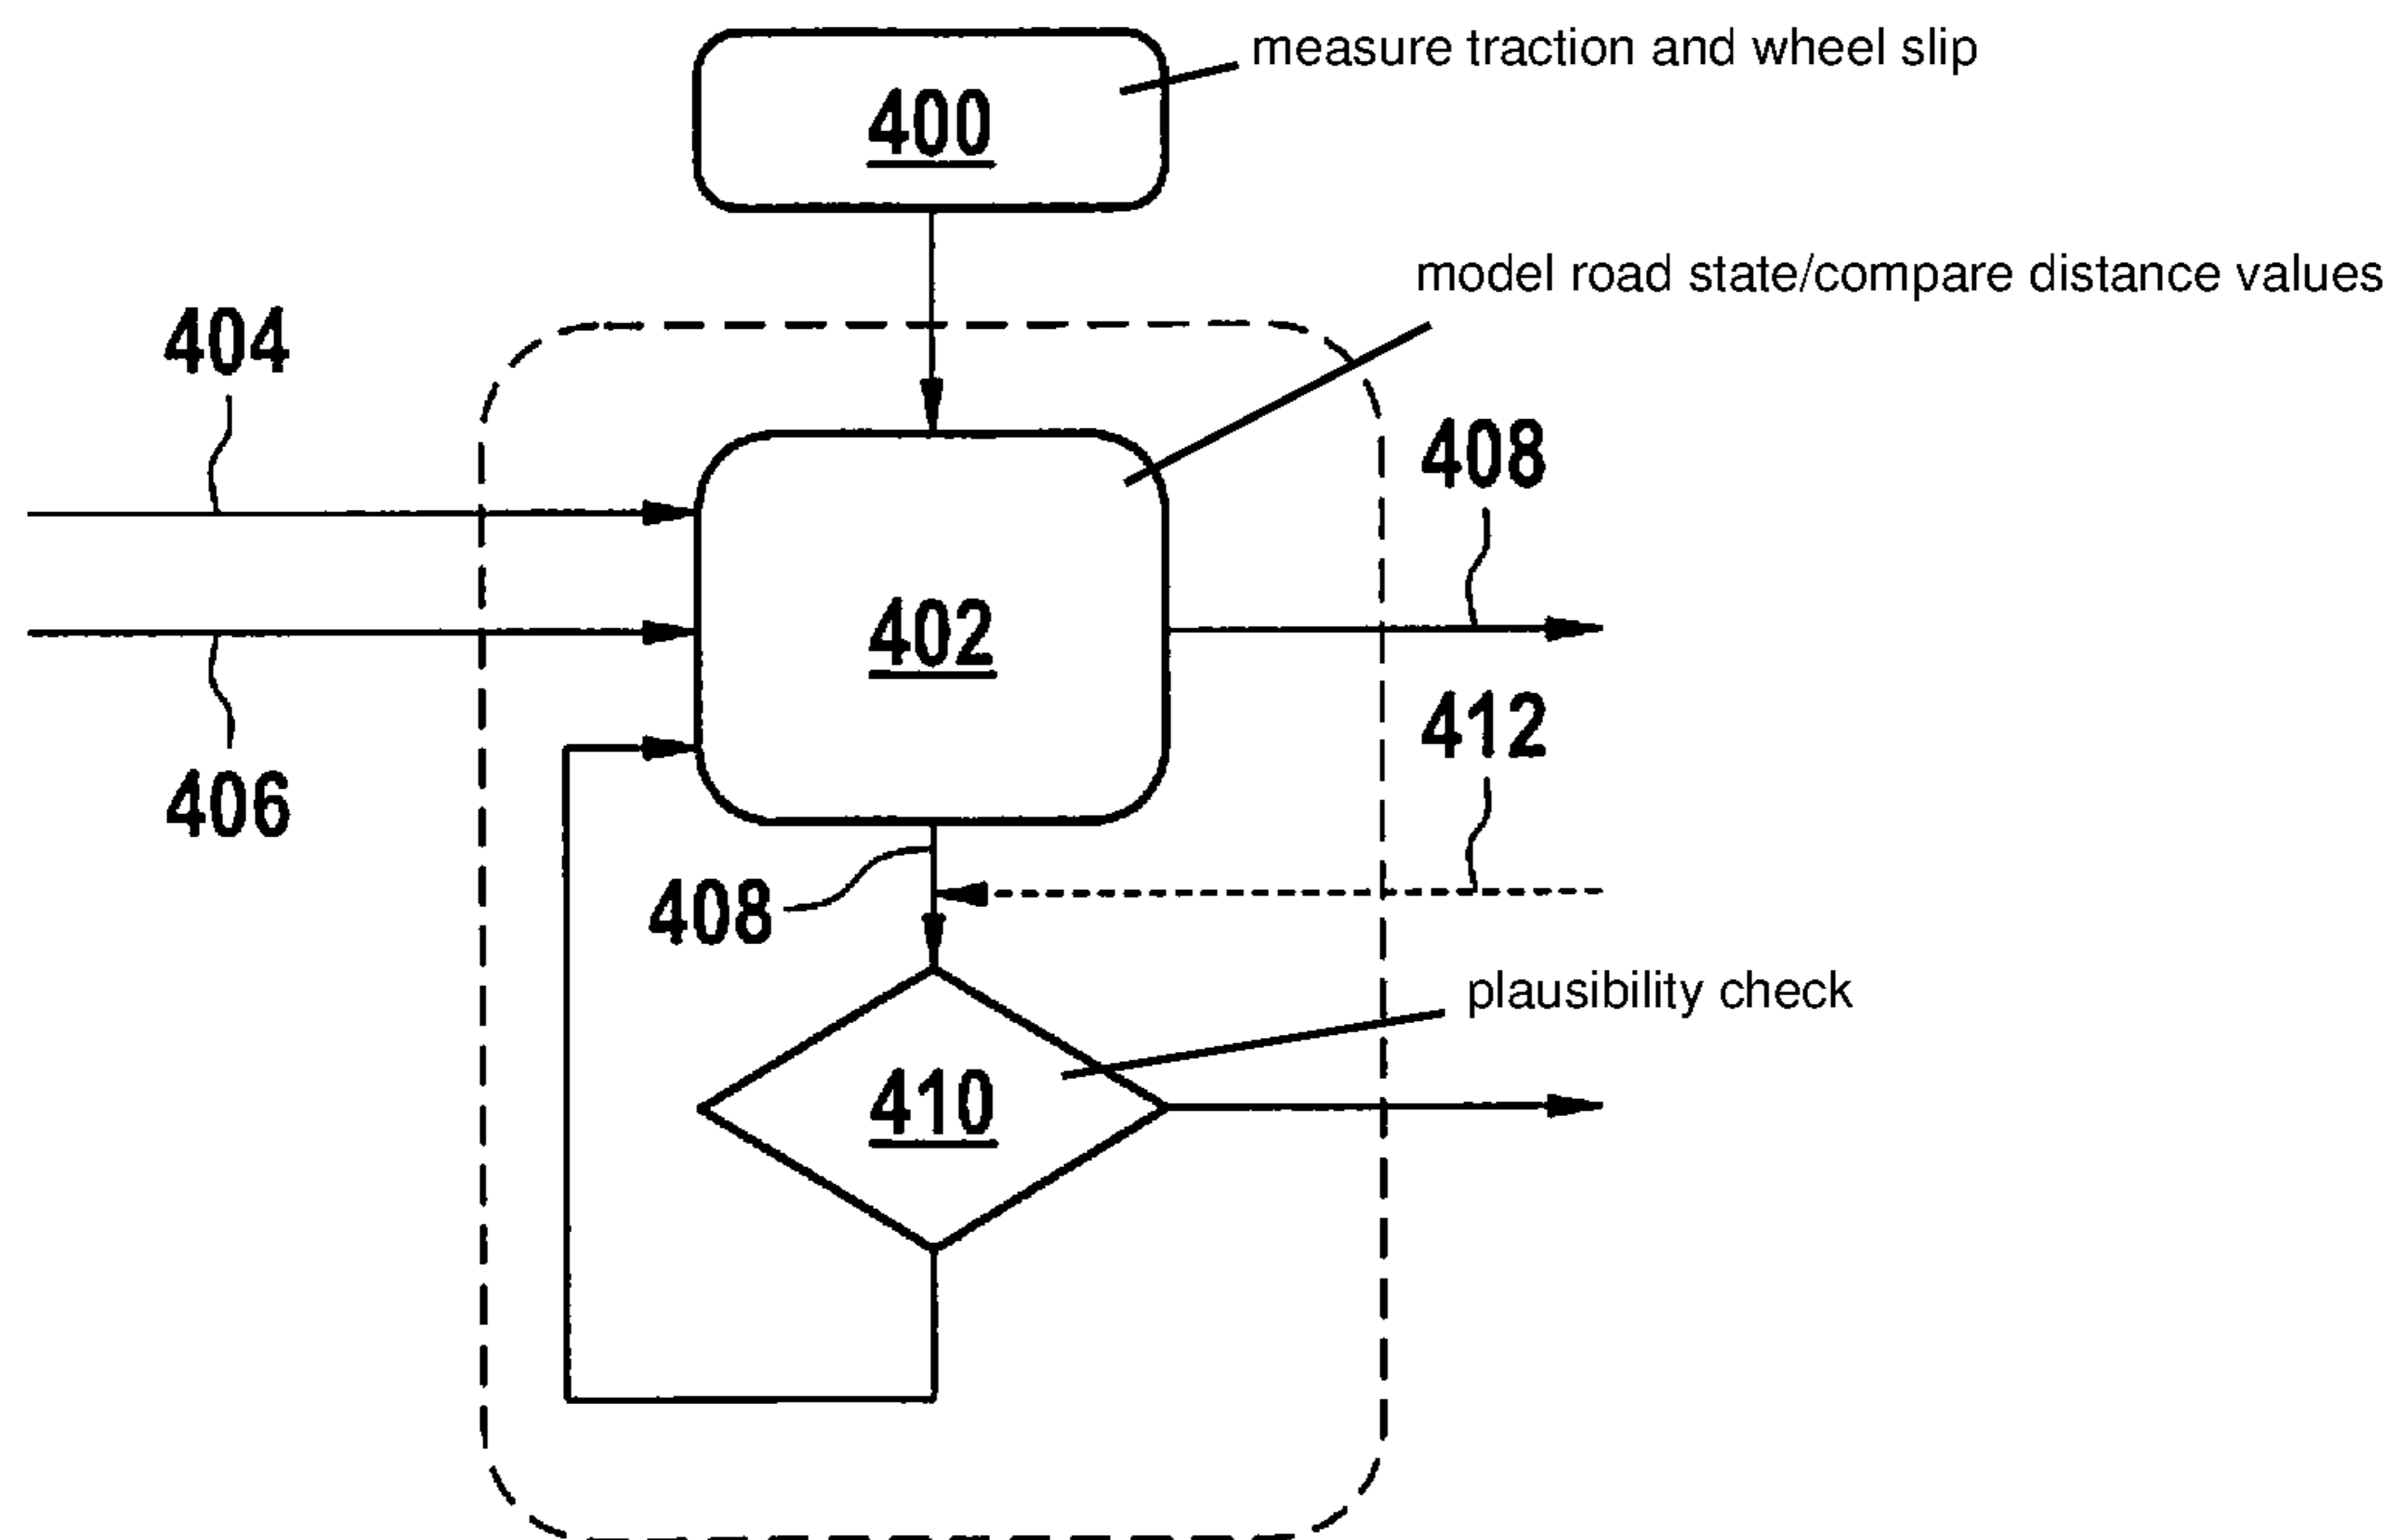 measure traction and wheel slip
400
model road state/compare distance values
404
408
402
412
406
408
plausibility check
410